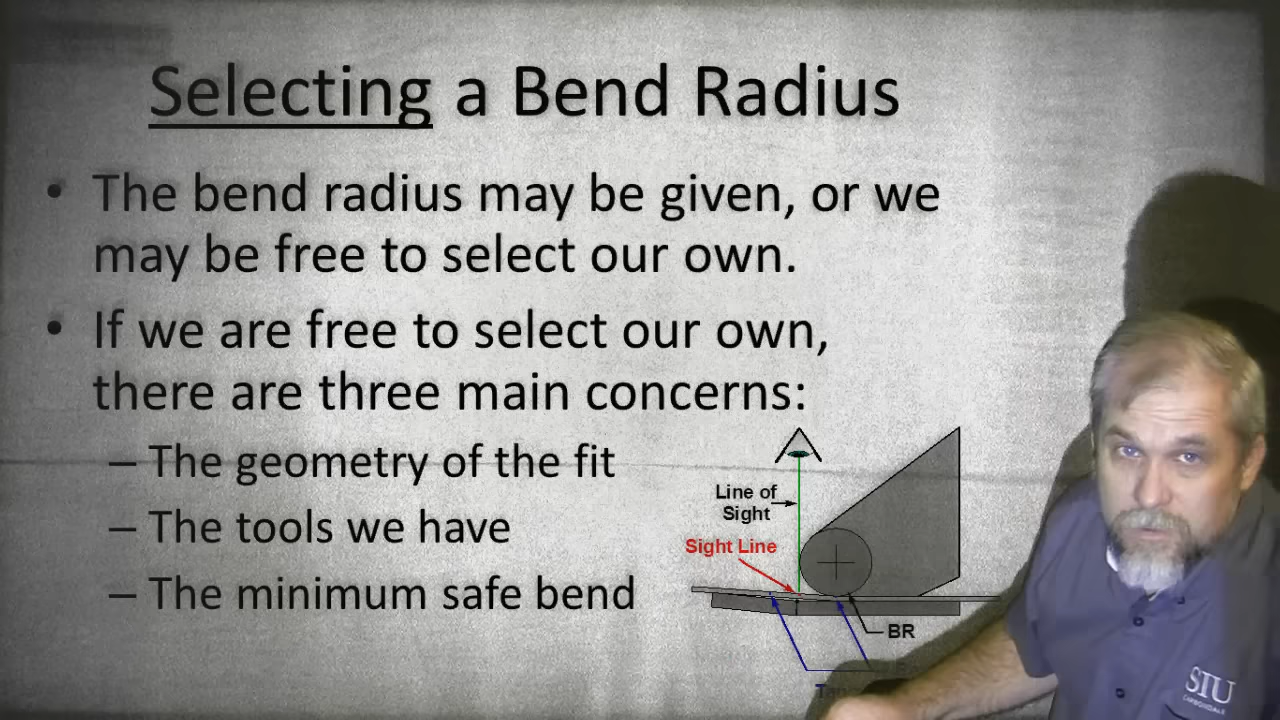 Selecting a Bend Radius
• The bend radius may be given, or we
may be free to select our own.
• If we are free to select our own,
there are three main concerns:
– The geometry of the fit
– The tools we have
– The minimum safe bend
Line of
Sight
Sight Line
BR
SIU
CARBONDALE